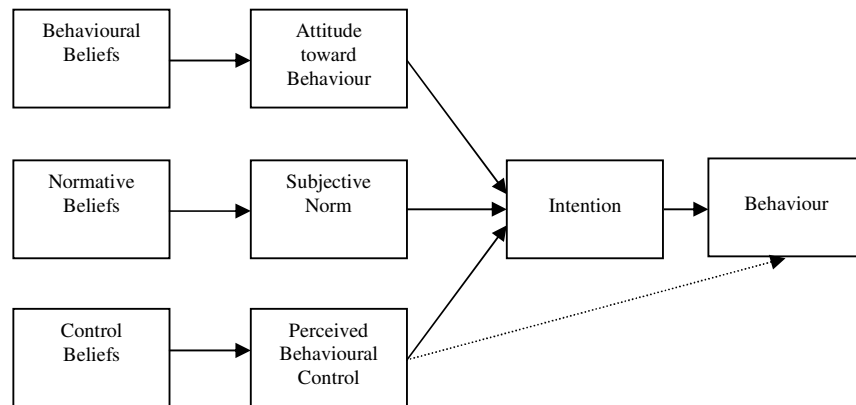 Behavioural
Beliefs
Attitude
toward
Behaviour
Normative
Beliefs
Subjective
Norm
Intention
Behaviour
Control
Beliefs
Perceived
Behavioural
Control